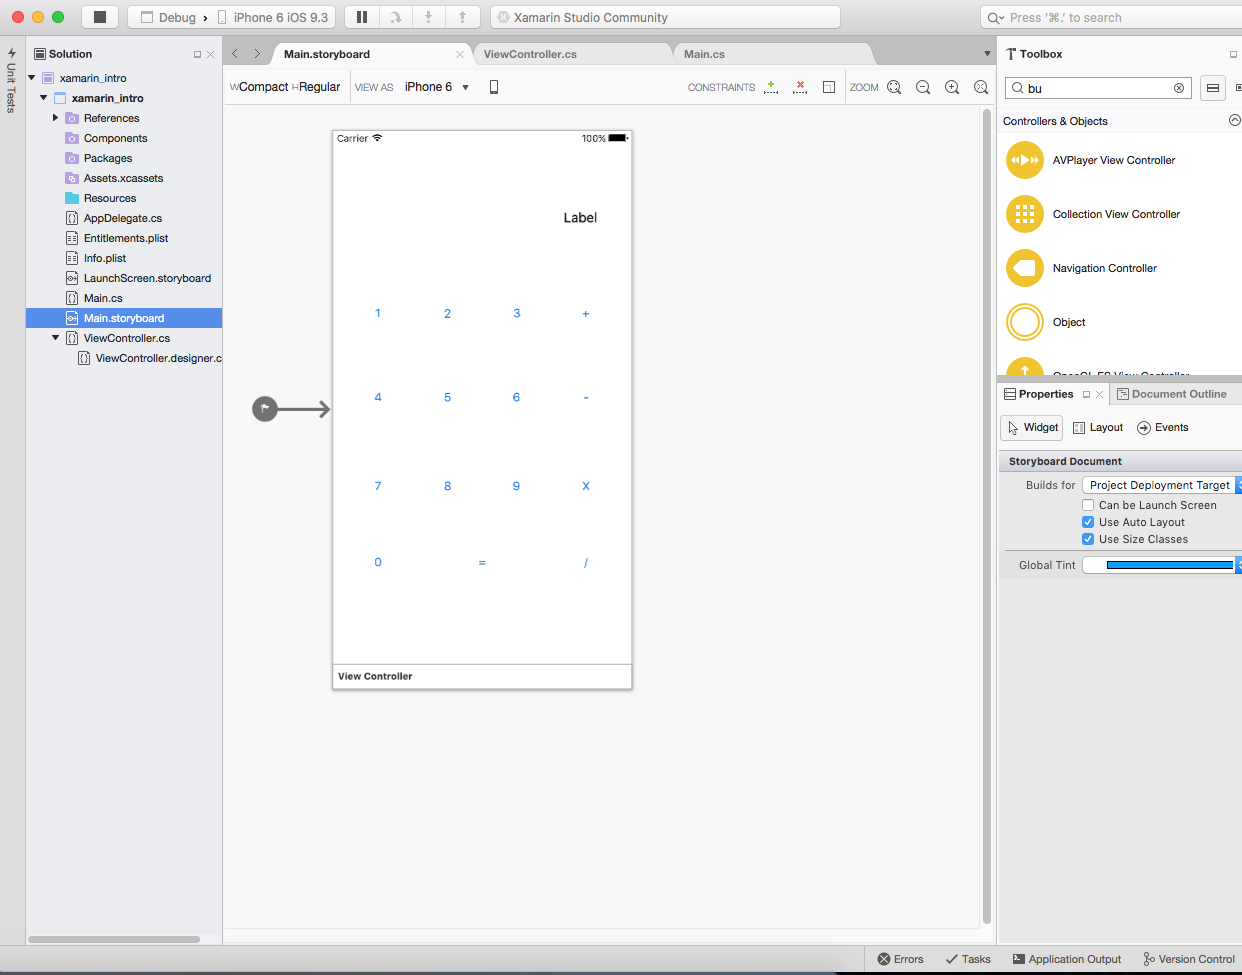 Debug › iPhone 6 iOS 9.3
Xamarin Studio Community
Press '⌘.' to search
Unit Tests
Solution
xamarin_intro
xamarin_intro
References
Components
Packages
Assets.xcassets
Resources
AppDelegate.cs
Entitlements.plist
Info.plist
LaunchScreen.storyboard
Main.cs
Main.storyboard
ViewController.cs
ViewController.designer.c
Main.storyboard
ViewController.cs
Main.cs
wCompact HRegular
VIEW AS iPhone 6
CONSTRAINTS
ZOOM
Carrier 100%
Label
1 2 3 +
4 5 6 -
7 8 9 X
0 = /
View Controller
Toolbox
bu
Controllers & Objects
AVPlayer View Controller
Collection View Controller
Navigation Controller
Object
OpenGL ES View Controller
Properties
Document Outline
Widget Layout Events
Storyboard Document
Builds for Project Deployment Target
Can be Launch Screen
Use Auto Layout
Use Size Classes
Global Tint
Errors Tasks Application Output Version Control